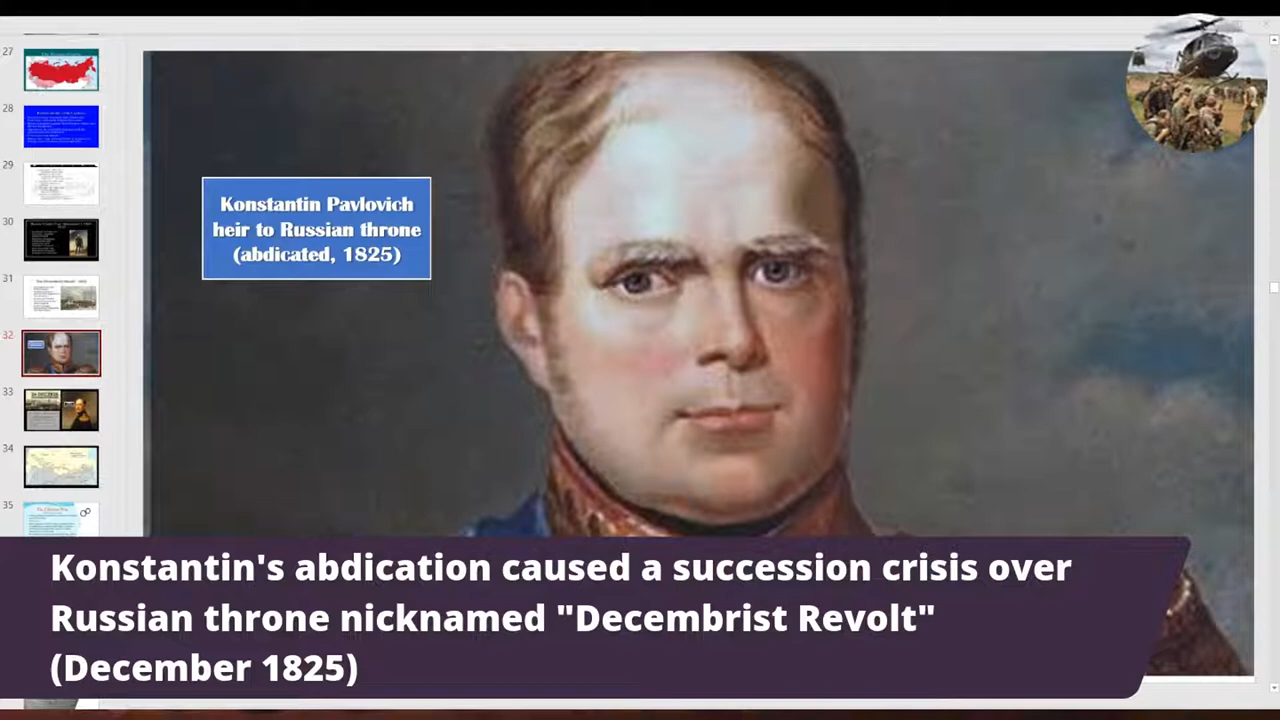 27
28
29
30
31
32
33
34
35
Konstantin Pavlovich
heir to Russian throne
(abdicated, 1825)
Konstantin's abdication caused a succession crisis over
Russian throne nicknamed "Decembrist Revolt"
(December 1825)